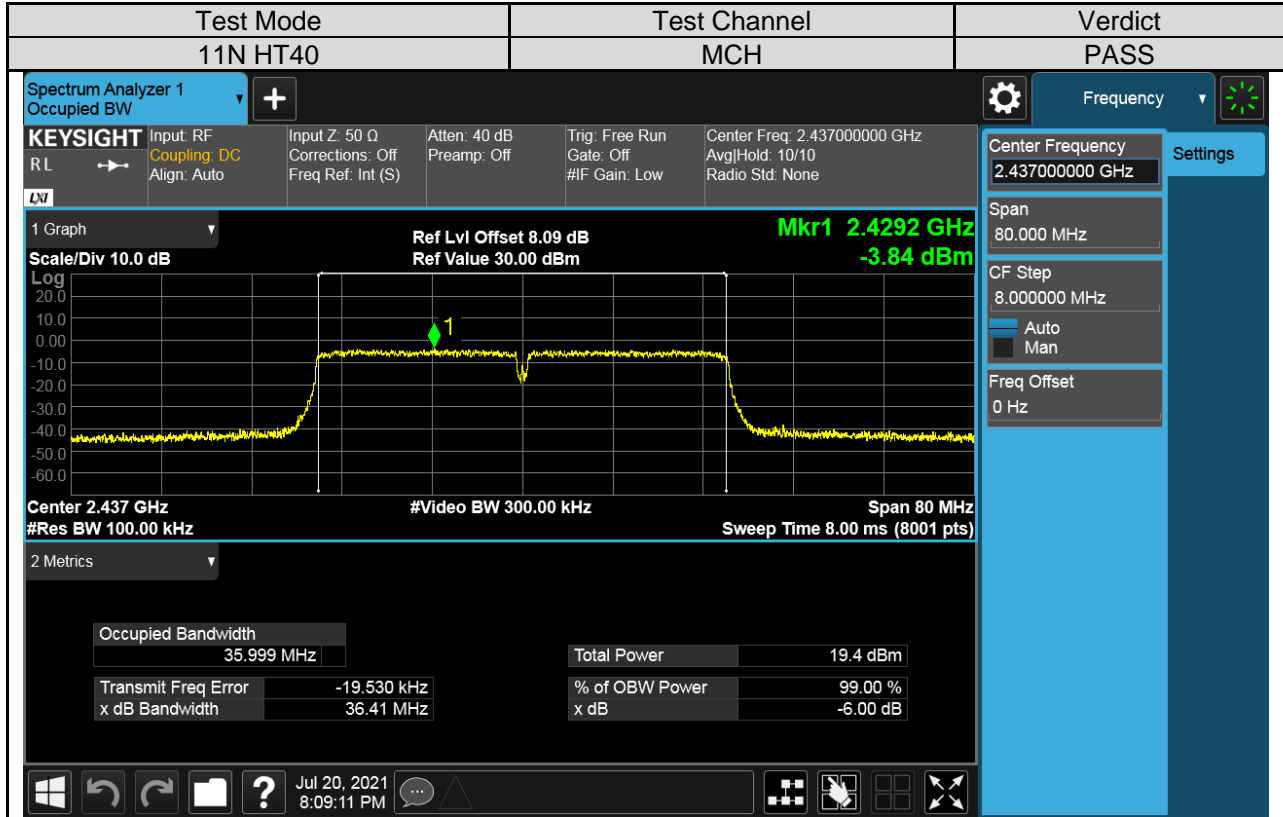 Test Mode Test Channel Verdict
11N HT40 MCH PASS
Spectrum Analyzer 1
Occupied BW
Frequency
KEYSIGHT Input: RF Input Z: 50 Ω Atten: 40 dB Trig: Free Run Center Freq: 2.437000000 GHz
RL Coupling: DC Corrections: Off Preamp: Off Gate: Off Avg|Hold: 10/10
Align: Auto Freq Ref: Int (S) #IF Gain: Low Radio Std: None
LXI
Center Frequency
2.437000000 GHz
Settings
Span
80.000 MHz
CF Step
8.000000 MHz
Auto
Man
Freq Offset
0 Hz
1 Graph Ref Lvl Offset 8.09 dB Mkr1 2.4292 GHz
Scale/Div 10.0 dB Ref Value 30.00 dBm -3.84 dBm
Log
20.0
10.0
1
0.00
-10.0
-20.0
-30.0
-40.0
-50.0
-60.0
Center 2.437 GHz #Video BW 300.00 kHz Span 80 MHz
#Res BW 100.00 kHz Sweep Time 8.00 ms (8001 pts)
2 Metrics
Occupied Bandwidth
35.999 MHz Total Power 19.4 dBm
Transmit Freq Error -19.530 kHz % of OBW Power 99.00 %
x dB Bandwidth 36.41 MHz x dB -6.00 dB
?
Jul 20, 2021
8:09:11 PM